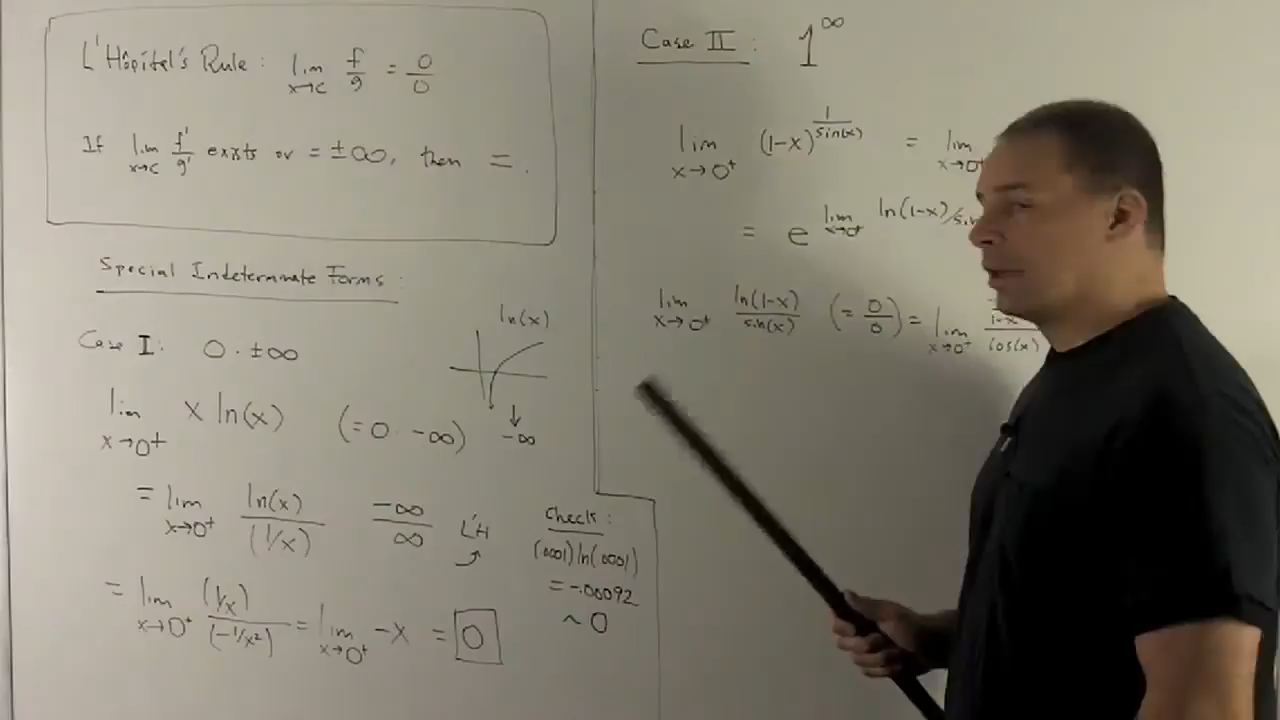 L'Hôpital's Rule: lim x→c f/g = 0/0
If lim x→c f'/g' exists or = ±∞, then = .
Special Indeterminate Forms:
Case I: 0 · ±∞
ln(x)
-∞
lim x→0+ x ln(x) (= 0 · -∞)
= lim x→0+ ln(x)/(1/x) -∞/∞ L'H
= lim x→0+ (1/x)/(-1/x²) = lim x→0+ -x = 0
Check:
(.0001)ln(.0001)
= -.00092
~ 0
Case II: 1^∞
lim x→0+ (1-x)^(1/sin(x)) = lim x→0+
= e^(lim x→0+ ln(1-x)/sin
lim x→0+ ln(1-x)/sin(x) (= 0/0) = lim x→0+ 1-x/cos(x)